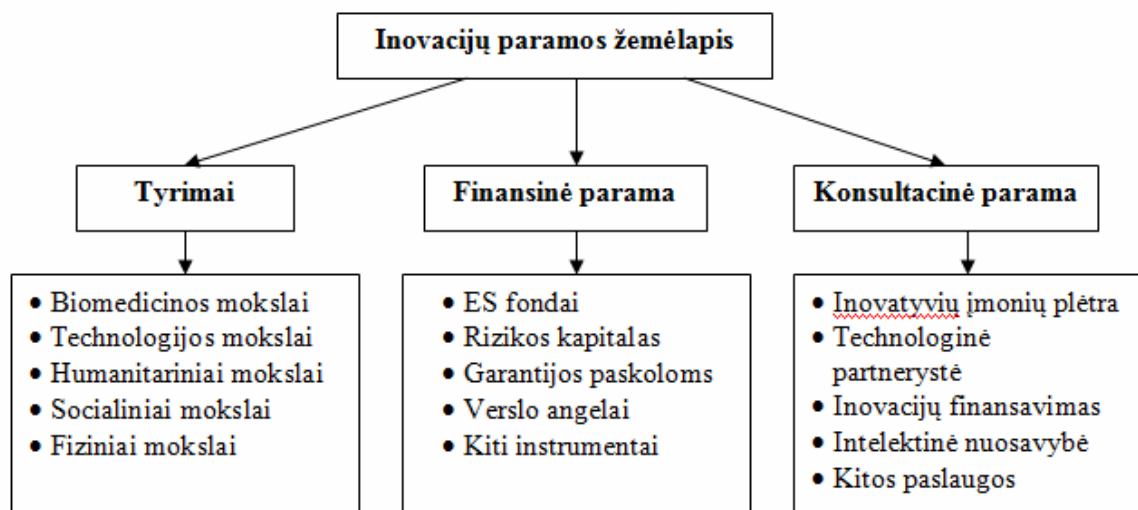 Inovacijų paramos žemėlapis
Tyrimai
Finansinė parama
Konsultacinė parama
• Biomedicinos mokslai
• Technologijos mokslai
• Humanitariniai mokslai
• Socialiniai mokslai
• Fiziniai mokslai
• ES fondai
• Rizikos kapitalas
• Garantijos paskoloms
• Verslo angelai
• Kiti instrumentai
• Inovatyvių įmonių plėtra
• Technologinė
partnerystė
• Inovacijų finansavimas
• Intelektinė nuosavybė
• Kitos paslaugos